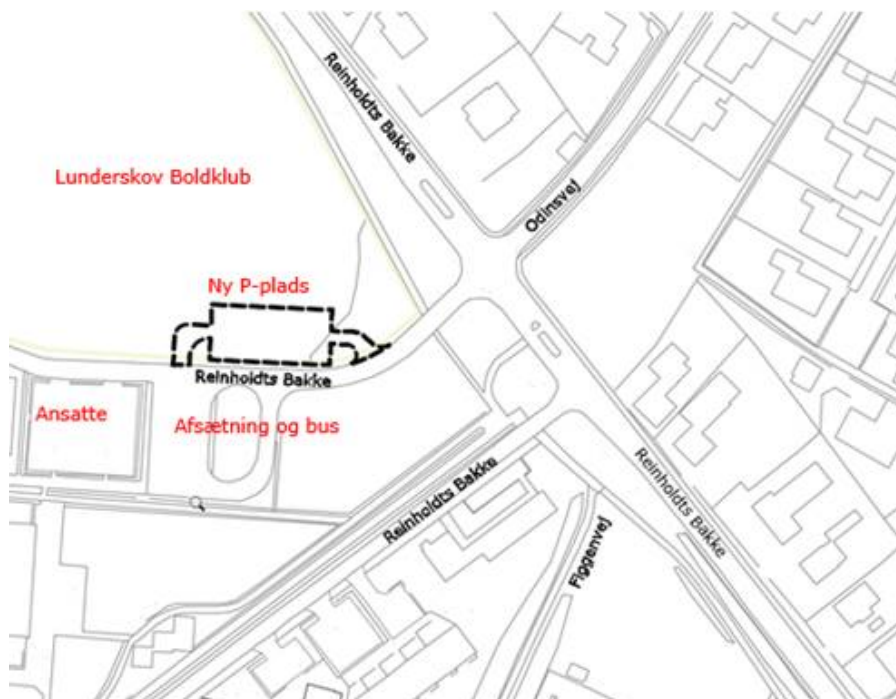 Reinholdts Bakke
Lunderskov Boldklub
Odinsvej
Ny P-plads
Reinholdts Bakke
Ansatte
Afsætning og bus
Reinholdts Bakke
Reinholdts Bakke
Figgenvej